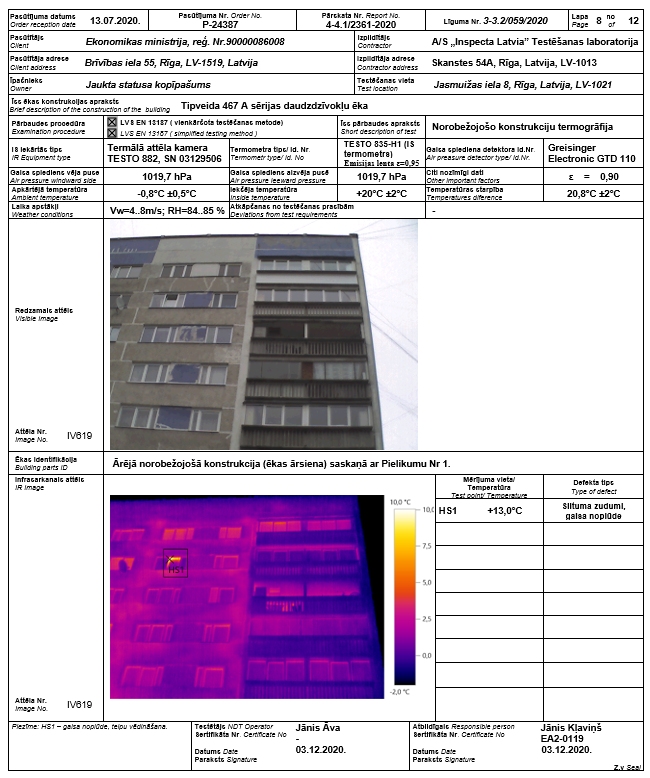 Pasūtījuma datums
Order reception date
13.07.2020.
Pasūtījuma Nr. Order No.
P-24387
Pārskata Nr. Report No.
4-4.1/2361-2020
Līguma Nr. 3-3.2/059/2020
Lapa 8 no 12
Page of
Pasūtītājs
Client
Ekonomikas ministrija, reģ. Nr.90000086008
Izpildītājs
Contractor
A/S „Inspecta Latvia” Testēšanas laboratorija
Pasūtītāja adrese
Client address
Brīvības iela 55, Rīga, LV-1519, Latvija
Izpildītāja adrese
Contractor address
Skanstes 54A, Rīga, Latvija, LV-1013
Īpašnieks
Owner
Jaukta statusa kopīpašums
Testēšanas vieta
Test location
Jasmuižas iela 8, Rīga, Latvija, LV-1021
Īss ēkas konstrukcijas apraksts
Brief description of the construction of the building
Tipveida 467 A sērijas daudzdzīvokļu ēka
Pārbaudes procedūra
Examination procedure
LVS EN 13187 ( vienkāršota testēšanas metode)
LVS EN 13187 ( simplified testing method )
Īss pārbaudes apraksts
Short description of test
Norobežojošo konstrukciju termogrāfija
IS iekārtās tips
IR Equipment type
Termālā attēla kamera
TESTO 882, SN 03129506
Termometra tips/ Id. Nr.
Termometr type/ Id. No
TESTO 835-H1 (IS termometrs)
Emisijas lenta ε=0,95
Gaisa spiediena detektora Id.Nr.
Air preasure detector type/ Id.Nr.
Greisinger
Electronic GTD 110
Gaisa spiediens vēja puse
Air pressure windward side
1019,7 hPa
Gaisa spiediens aizvēja pusē
Air pressure leeward pressure
1019,7 hPa
Citi nozīmīgi dati
Other important factors
ε = 0,90
Apkārtējā temperatūra
Ambient temperature
-0,8°C ±0,5°C
Iekšējā temperatūra
Inside temperature
+20°C ±2°C
Temperatūras starpība
Temperatures diference
20,8°C ±2°C
Laika apstākļi
Weather conditions
Vw=4..8m/s; RH=84..85 %
Atkāpšanas no testēšanas prasībām
Deviations from test requirements
-
Redzamais attēls
Visible Image
Attēla Nr.
Image No.
IV619
Ēkas identifikācija
Building parts ID
Ārējā norobežojošā konstrukcija (ēkas ārsiena) saskaņā ar Pielikumu Nr 1.
Infrasarkanais attēls
IR Image
Mērījuma vieta/ Temperatūra
Test point/ Temperature
Defekta tips
Type of defect
HS1 +13,0°C
Siltuma zudumi, gaisa noplūde
HS1
10,0 °C
10,0
7,5
5,0
2,5
0,0
-2,0 °C
Attēla Nr.
Image No.
IV619
Piezīme: HS1 – gaisa noplūde, telpu vēdināšana.
Testētājs NDT Operator
Jānis Āva
Sertifikāta Nr. Certificate No
-
Datums Date
03.12.2020.
Paraksts Signature
Atbildīgais Responsible person
Jānis Kļaviņš
Sertifikāta Nr. Certificate No
EA2-0119
Datums Date
03.12.2020.
Paraksts Signature
Z.v Seal